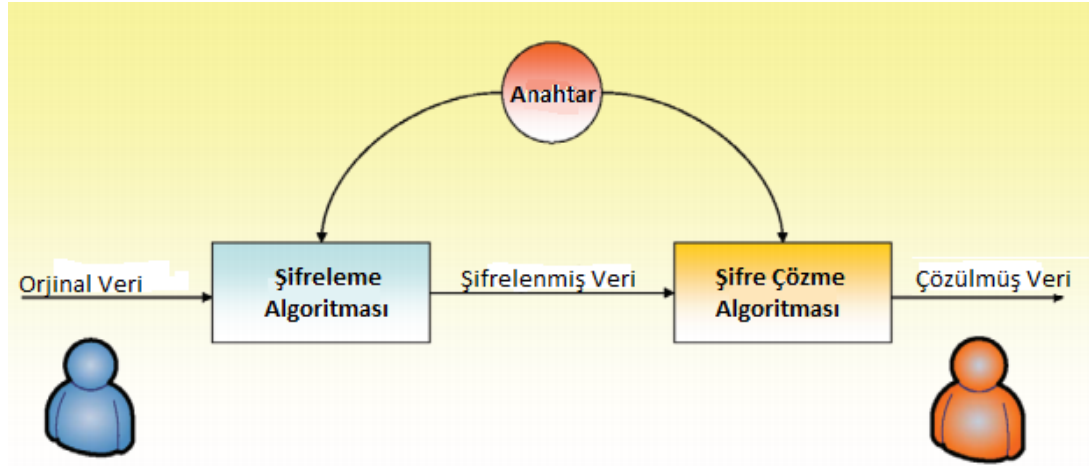 Anahtar
Orjinal Veri
Şifreleme
Algoritması
Şifrelenmiş Veri
Şifre Çözme
Algoritması
Çözülmüş Veri